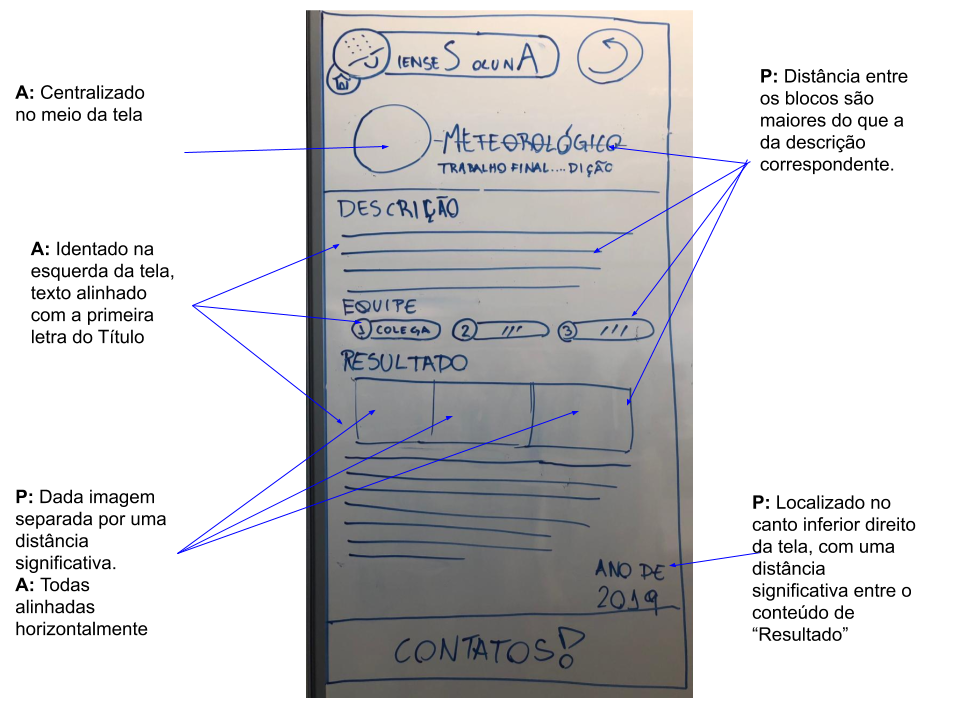 A: Centralizado
no meio da tela
A: Identado na
esquerda da tela,
texto alinhado
com a primeira
letra do Título
P: Dada imagem
separada por uma
distância
significativa.
A: Todas
alinhadas
horizontalmente
IENSE S OLUNA
METEOROLÓGICO
TRABALHO FINAL....DIÇÃO
DESCRIÇÃO
EQUIPE
1 COLEGA 2 3
RESULTADO
ANO DE
2019
CONTATOS!
P: Distância entre
os blocos são
maiores do que a
da descrição
correspondente.
P: Localizado no
canto inferior direito
da tela, com uma
distância
significativa entre o
conteúdo de
“Resultado”